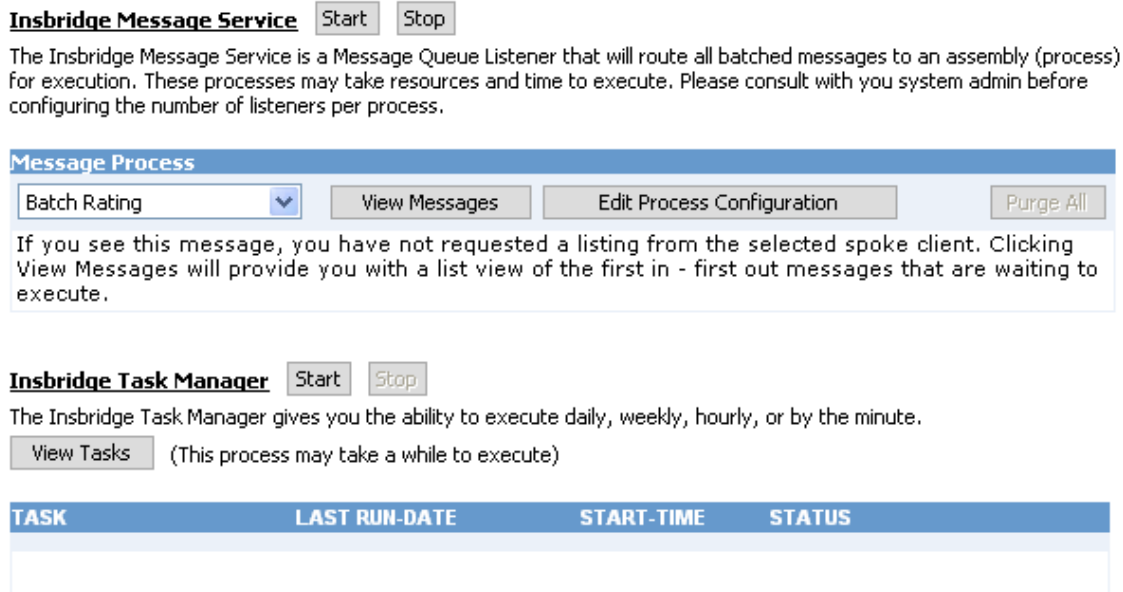 Insbridge Message Service Start Stop
The Insbridge Message Service is a Message Queue Listener that will route all batched messages to an assembly (process)
for execution. These processes may take resources and time to execute. Please consult with you system admin before
configuring the number of listeners per process.
Message Process
Batch Rating View Messages Edit Process Configuration Purge All
If you see this message, you have not requested a listing from the selected spoke client. Clicking
View Messages will provide you with a list view of the first in - first out messages that are waiting to
execute.
Insbridge Task Manager Start Stop
The Insbridge Task Manager gives you the ability to execute daily, weekly, hourly, or by the minute.
View Tasks (This process may take a while to execute)
TASK LAST RUN-DATE START-TIME STATUS